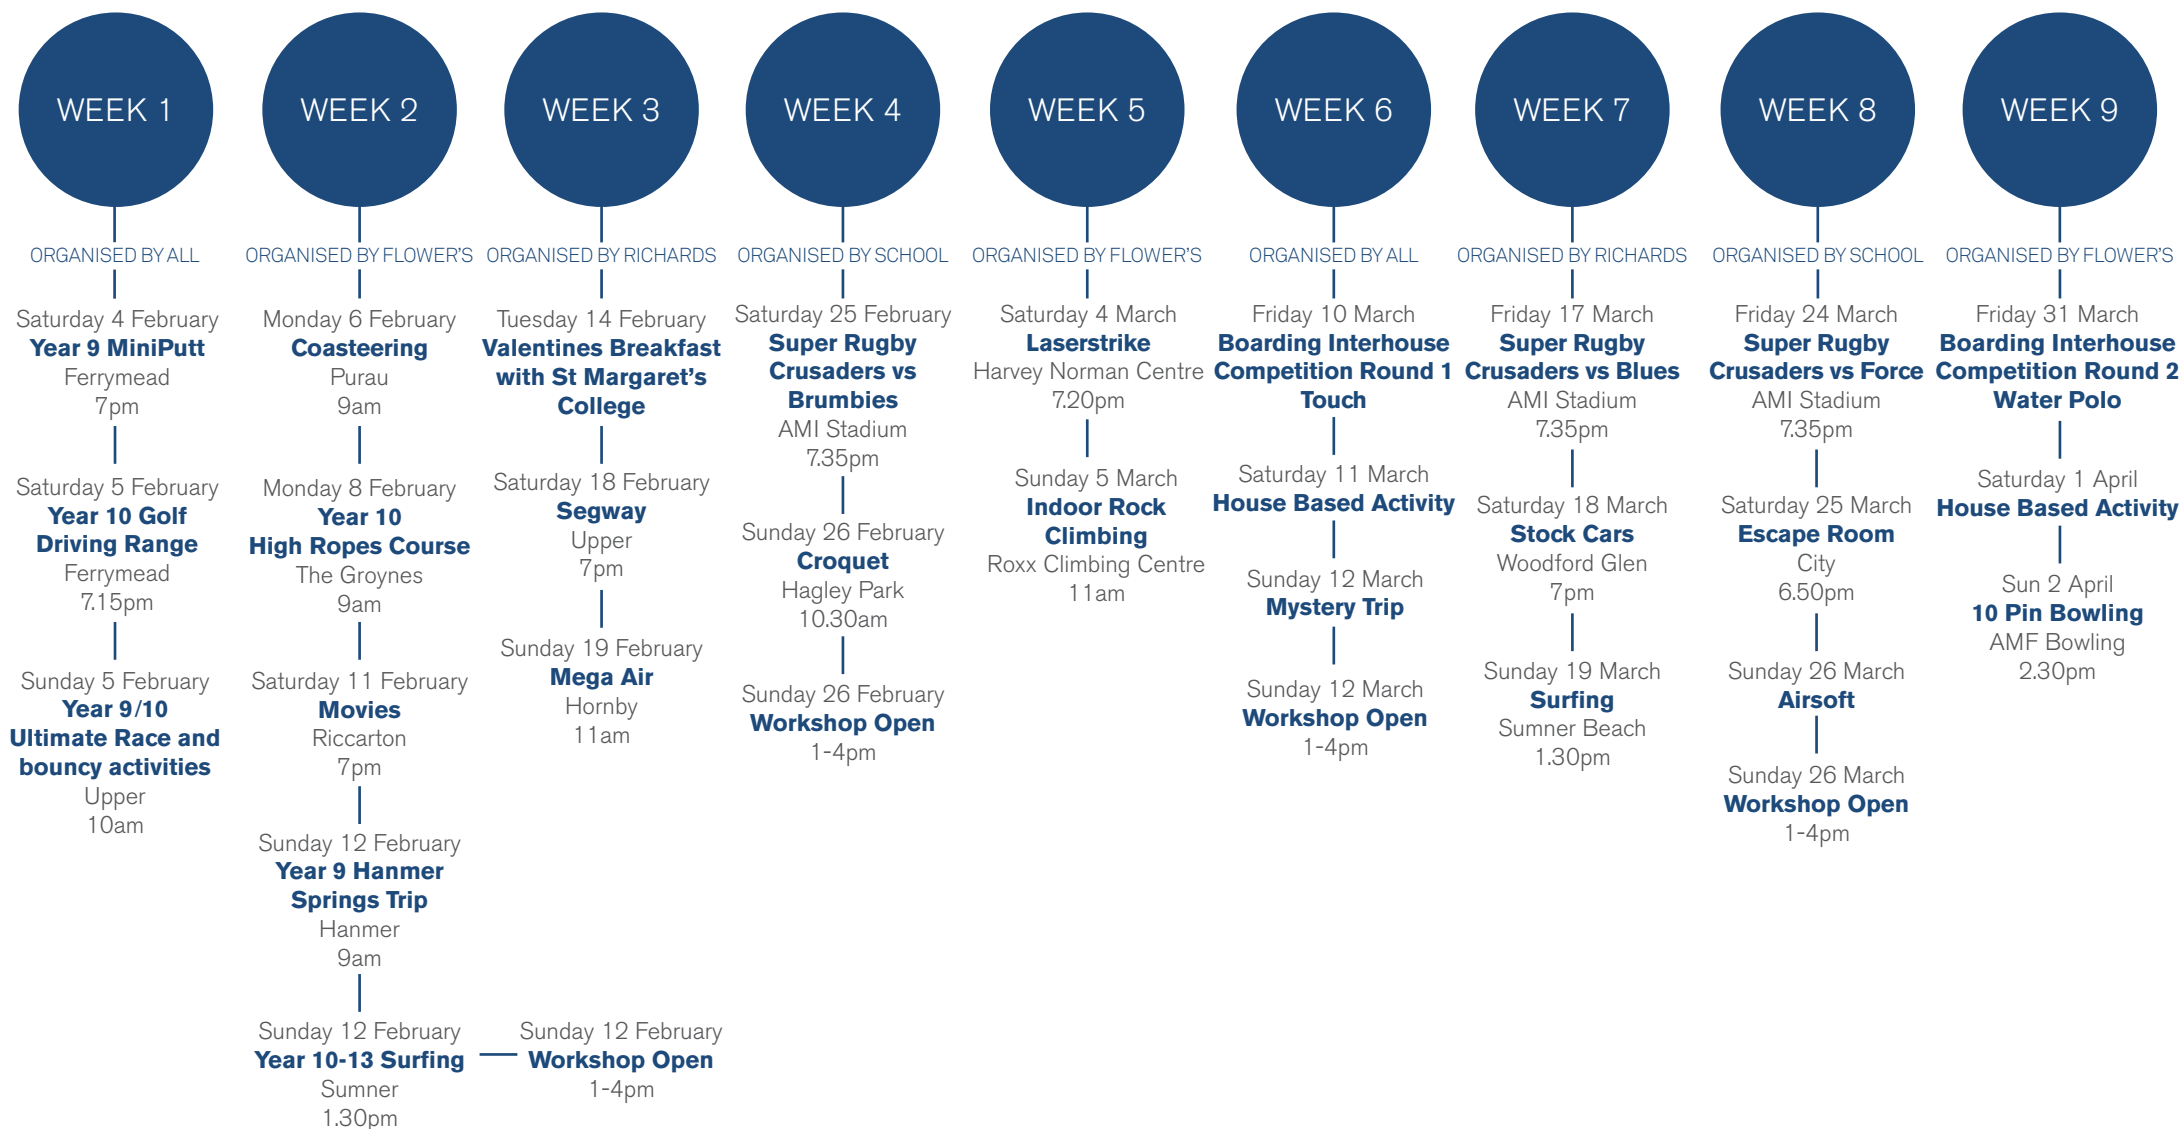 WEEK 1
ORGANISED BY ALL
Saturday 4 February
Year 9 MiniPutt
Ferrymead
7pm
Saturday 5 February
Year 10 Golf
Driving Range
Ferrymead
7.15pm
Sunday 5 February
Year 9/10
Ultimate Race and
bouncy activities
Upper
10am
WEEK 2
ORGANISED BY FLOWER'S
Monday 6 February
Coasteering
Purau
9am
Monday 8 February
Year 10
High Ropes Course
The Groynes
9am
Saturday 11 February
Movies
Riccarton
7pm
Sunday 12 February
Year 9 Hanmer
Springs Trip
Hanmer
9am
Sunday 12 February
Year 10-13 Surfing
Sumner
1.30pm
Sunday 12 February
Workshop Open
1-4pm
WEEK 3
ORGANISED BY RICHARDS
Tuesday 14 February
Valentines Breakfast
with St Margaret's
College
Saturday 18 February
Segway
Upper
7pm
Sunday 19 February
Mega Air
Hornby
11am
WEEK 4
ORGANISED BY SCHOOL
Saturday 25 February
Super Rugby
Crusaders vs
Brumbies
AMI Stadium
7.35pm
Sunday 26 February
Croquet
Hagley Park
10.30am
Sunday 26 February
Workshop Open
1-4pm
WEEK 5
ORGANISED BY FLOWER'S
Saturday 4 March
Laserstrike
Harvey Norman Centre
7.20pm
Sunday 5 March
Indoor Rock
Climbing
Roxx Climbing Centre
11am
WEEK 6
ORGANISED BY ALL
Friday 10 March
Boarding Interhouse
Competition Round 1
Touch
Saturday 11 March
House Based Activity
Sunday 12 March
Mystery Trip
Sunday 12 March
Workshop Open
1-4pm
WEEK 7
ORGANISED BY RICHARDS
Friday 17 March
Super Rugby
Crusaders vs Blues
AMI Stadium
7.35pm
Saturday 18 March
Stock Cars
Woodford Glen
7pm
Sunday 19 March
Surfing
Sumner Beach
1.30pm
WEEK 8
ORGANISED BY SCHOOL
Friday 24 March
Super Rugby
Crusaders vs Force
AMI Stadium
7.35pm
Saturday 25 March
Escape Room
City
6.50pm
Sunday 26 March
Airsoft
Sunday 26 March
Workshop Open
1-4pm
WEEK 9
ORGANISED BY FLOWER'S
Friday 31 March
Boarding Interhouse
Competition Round 2
Water Polo
Saturday 1 April
House Based Activity
Sun 2 April
10 Pin Bowling
AMF Bowling
2.30pm